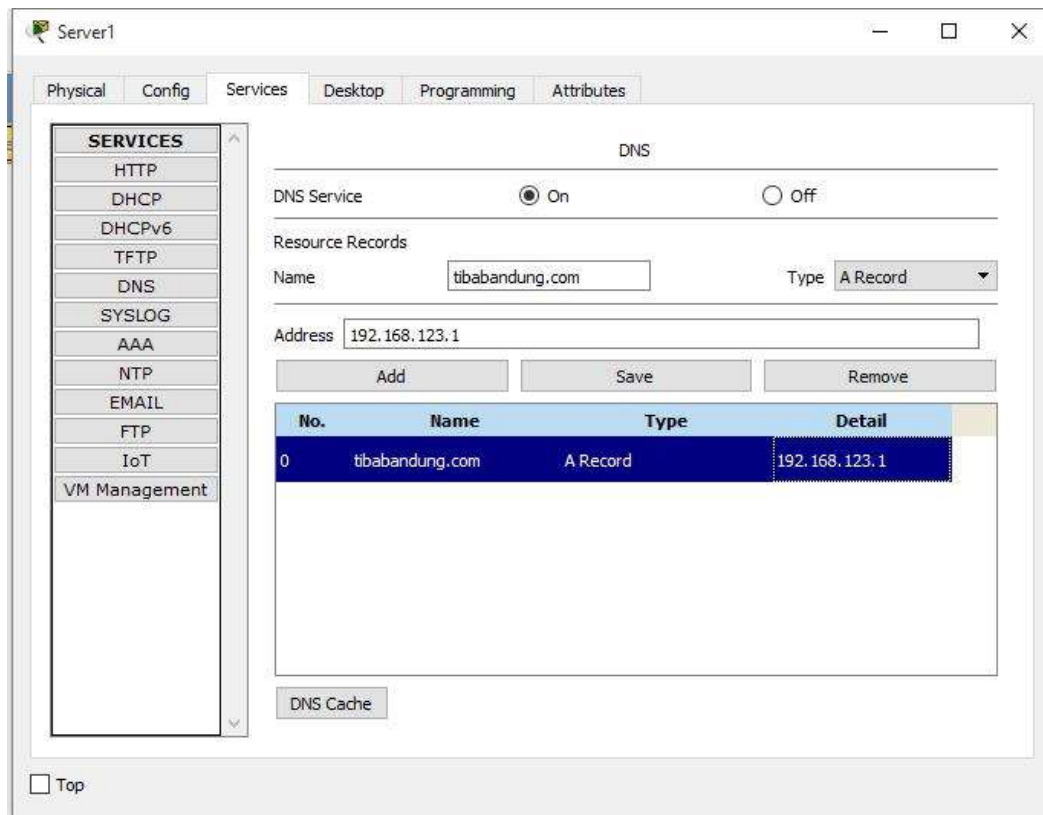 Server1
Physical Config Services Desktop Programming Attributes
SERVICES
HTTP
DHCP
DHCPv6
TFTP
DNS
SYSLOG
AAA
NTP
EMAIL
FTP
IoT
VM Management
DNS
DNS Service On Off
Resource Records
Name tibabandung.com Type A Record
Address 192.168.123.1
Add Save Remove
No. Name Type Detail
0 tibabandung.com A Record 192.168.123.1
DNS Cache
Top